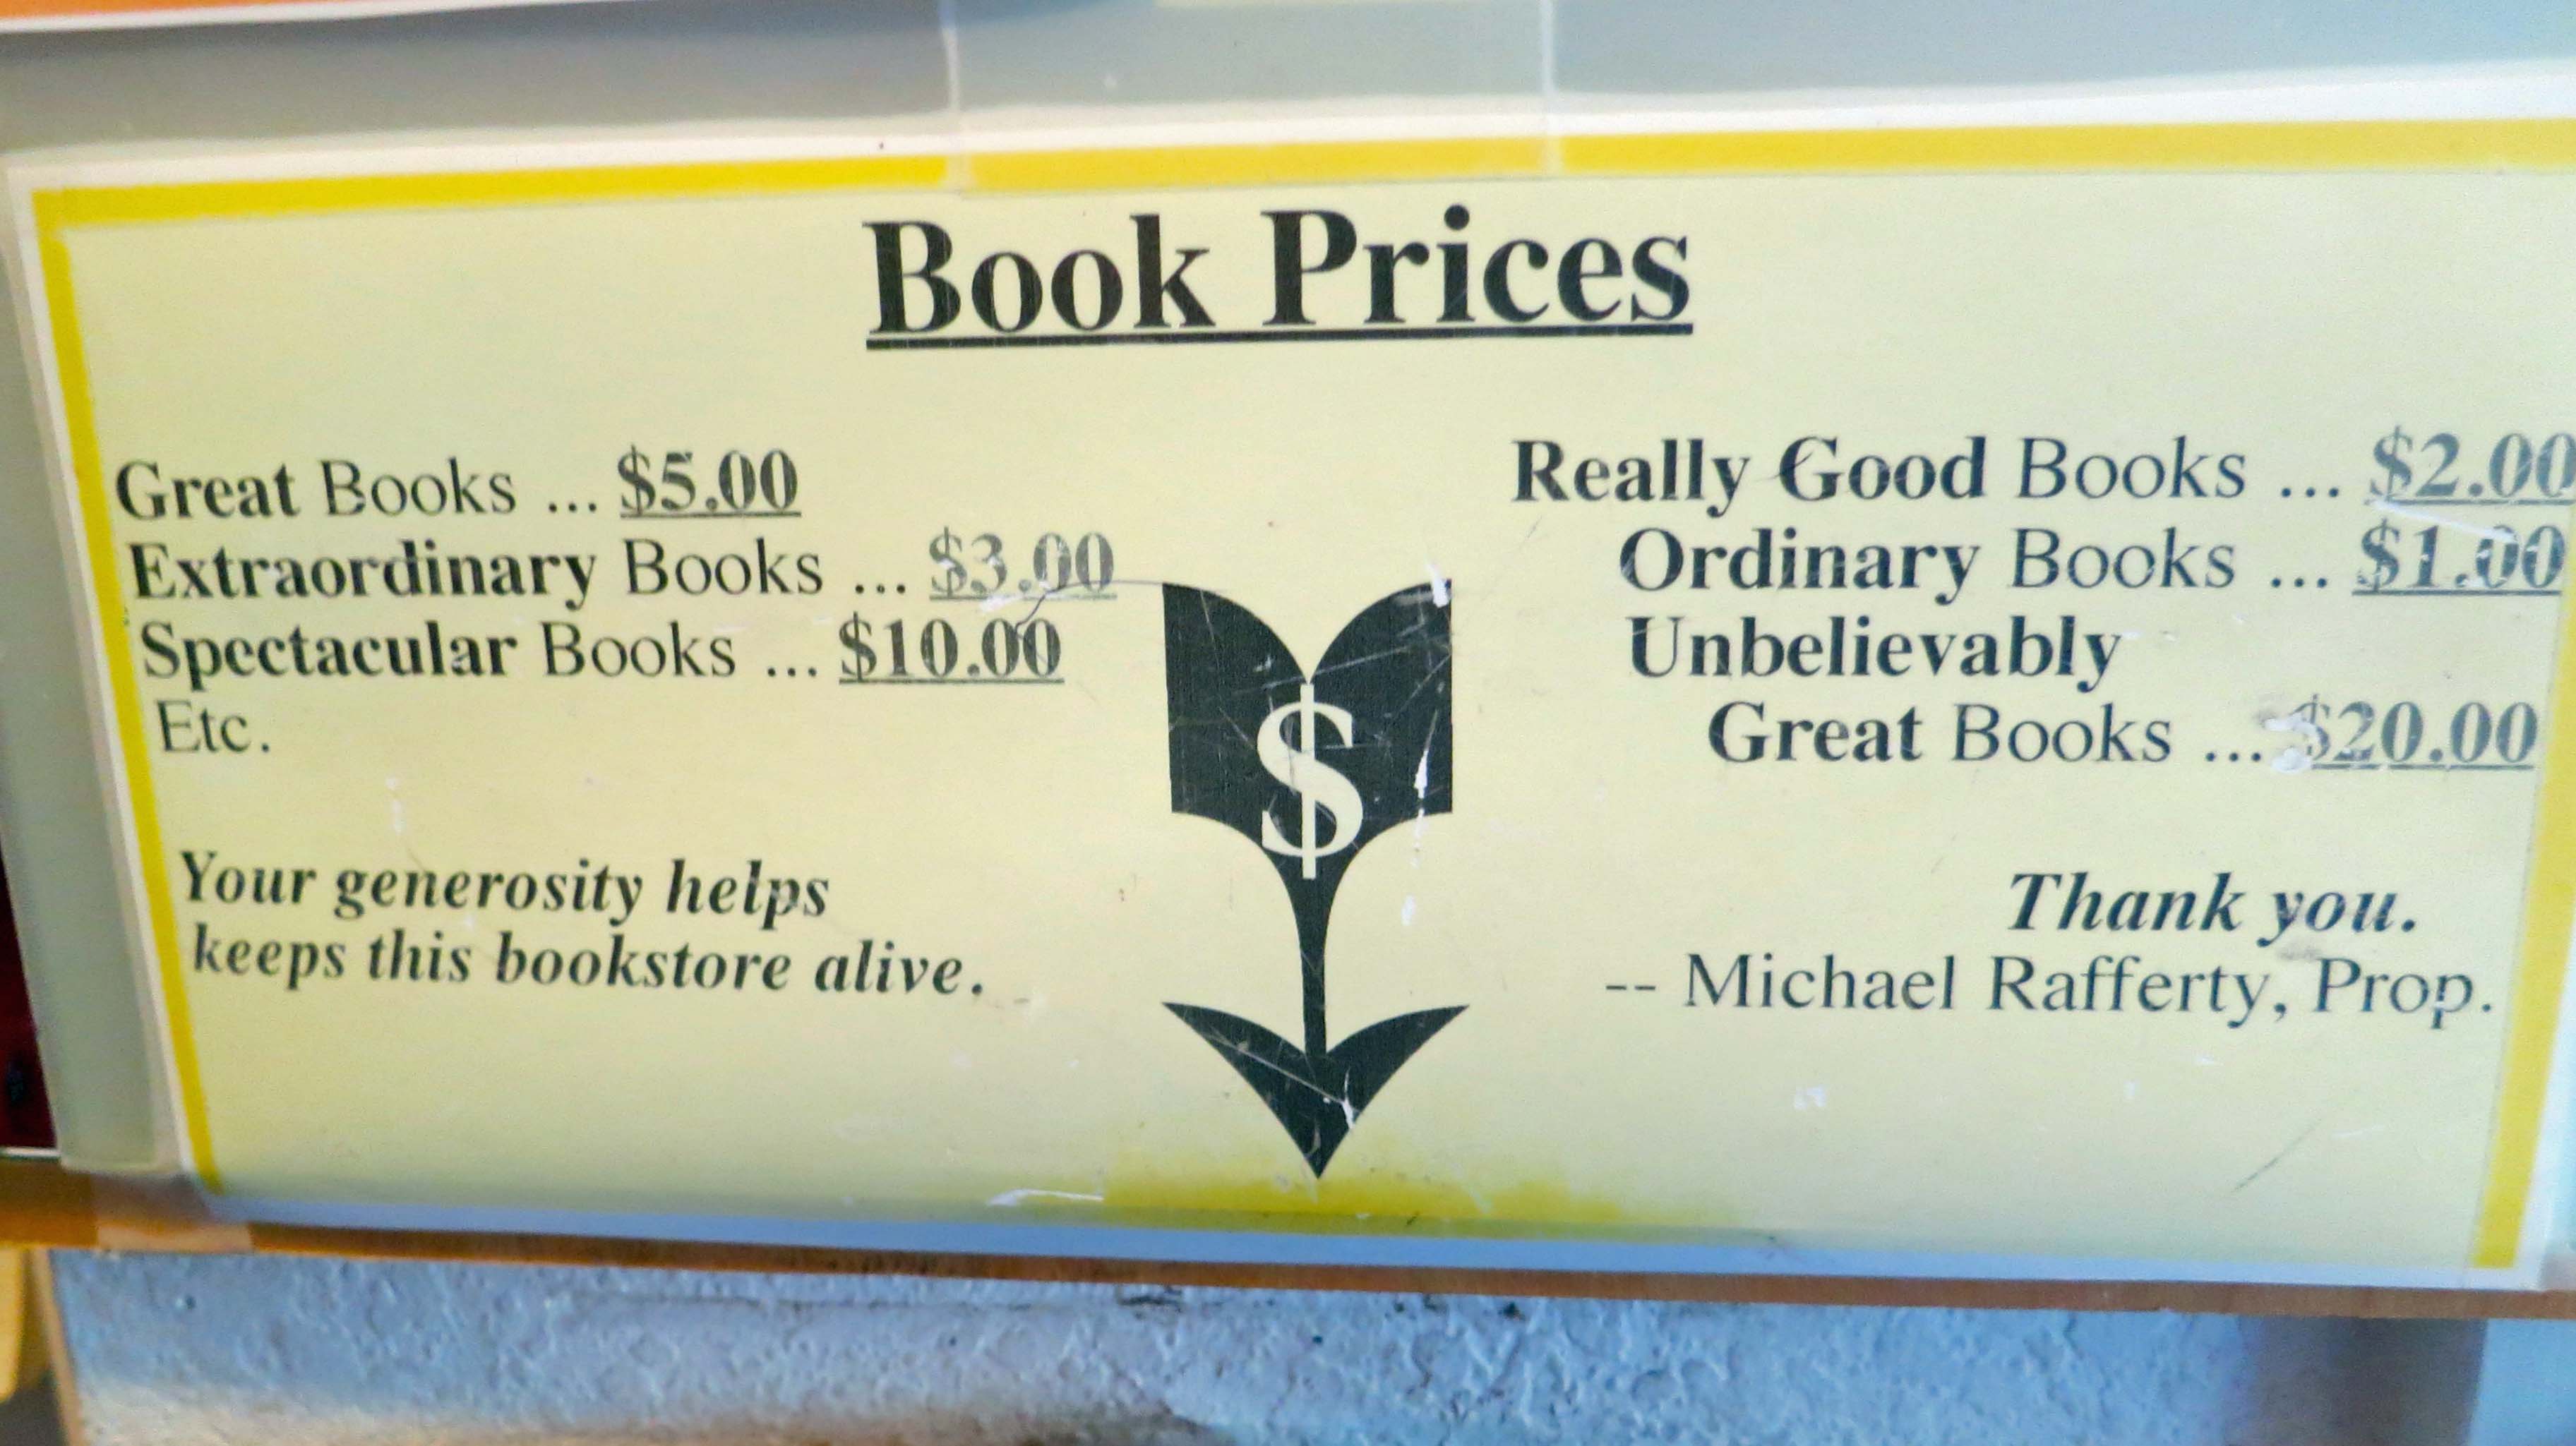 Book Prices
Great Books ... $5.00
Extraordinary Books ... $3.00
Spectacular Books ... $10.00
Etc.
Your generosity helps
keeps this bookstore alive.
$
Really Good Books ... $2.00
Ordinary Books ... $1.00
Unbelievably
Great Books ... $20.00
Thank you.
-- Michael Rafferty, Prop.